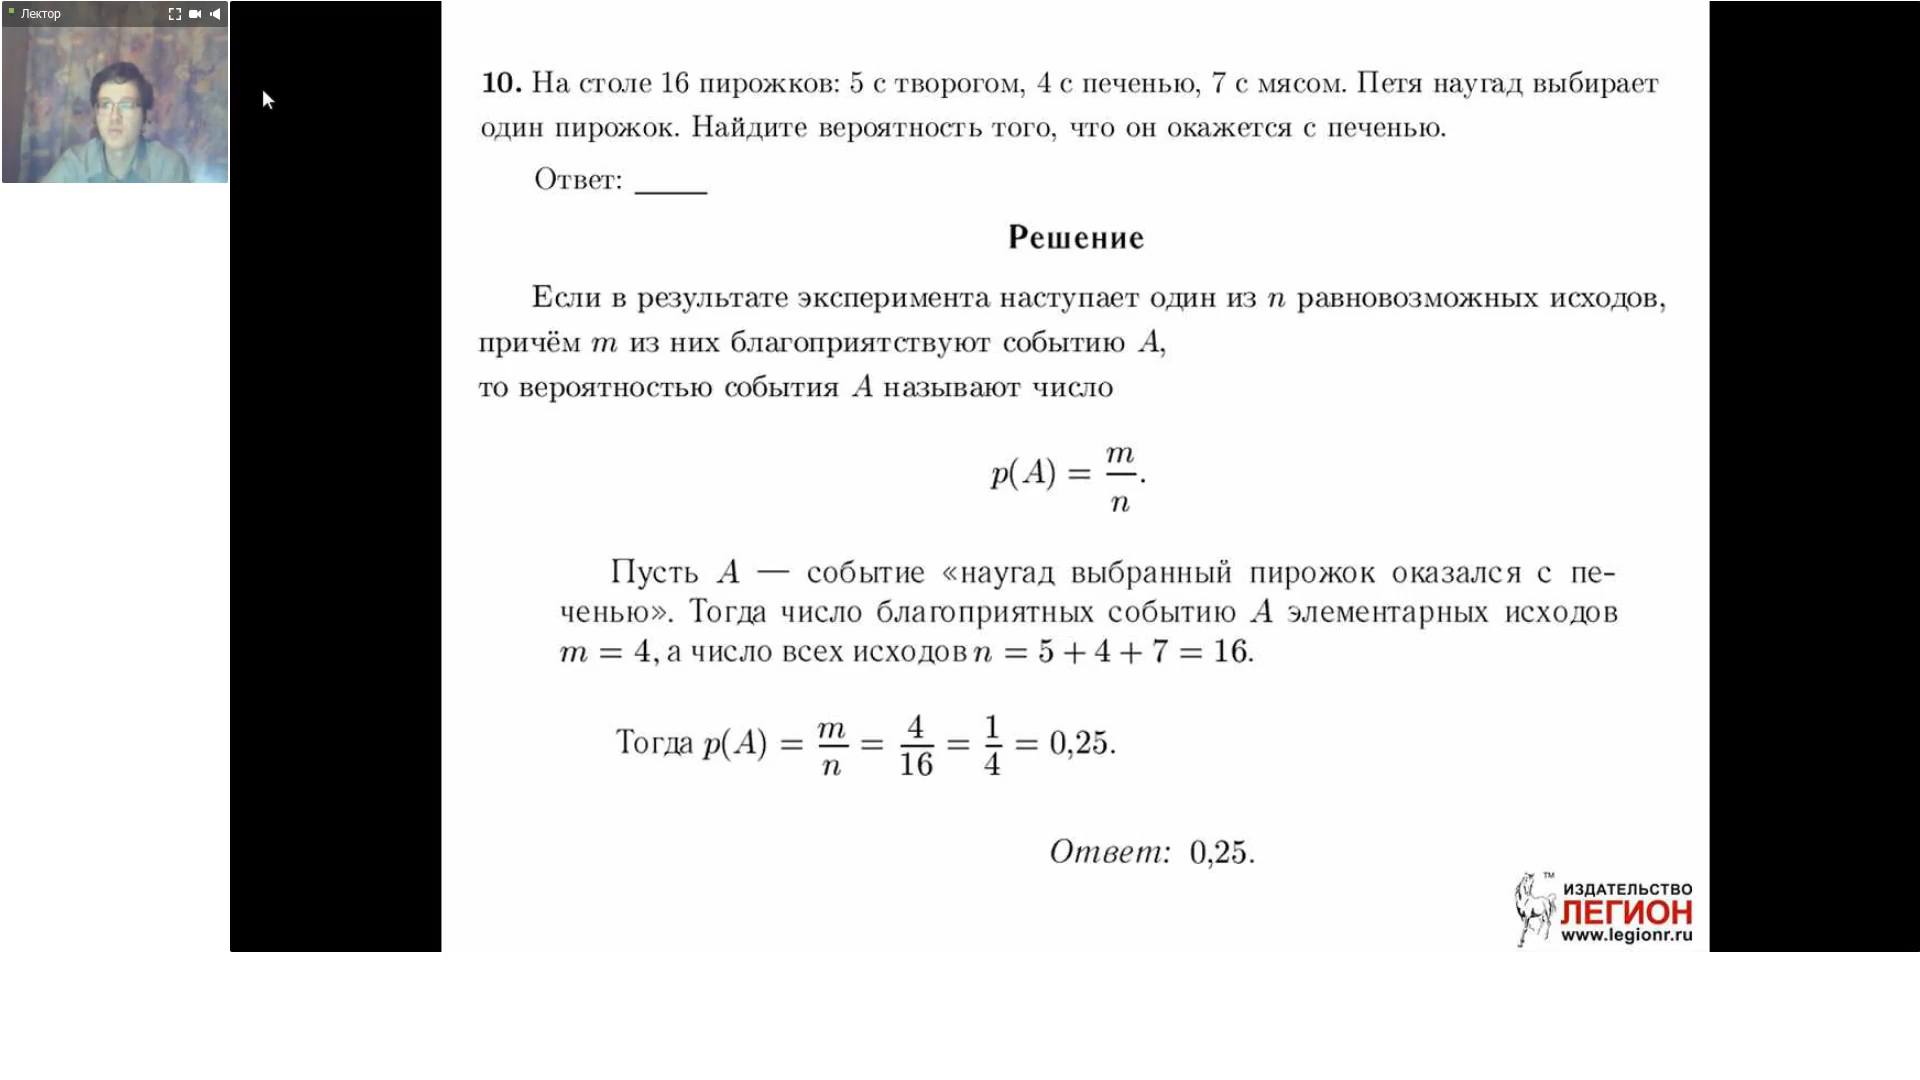 Лектор
10. На столе 16 пирожков: 5 с творогом, 4 с печенью, 7 с мясом. Петя наугад выбирает
один пирожок. Найдите вероятность того, что он окажется с печенью.
Ответ: _____
Решение
Если в результате эксперимента наступает один из n равновозможных исходов,
причём m из них благоприятствуют событию A,
то вероятностью события A называют число
p(A) = m/n.
Пусть A — событие «наугад выбранный пирожок оказался с пе-
ченью». Тогда число благоприятных событию A элементарных исходов
m = 4, а число всех исходов n = 5 + 4 + 7 = 16.
Тогда p(A) = m/n = 4/16 = 1/4 = 0,25.
Ответ: 0,25.
TM
ИЗДАТЕЛЬСТВО
ЛЕГИОН
www.legionr.ru